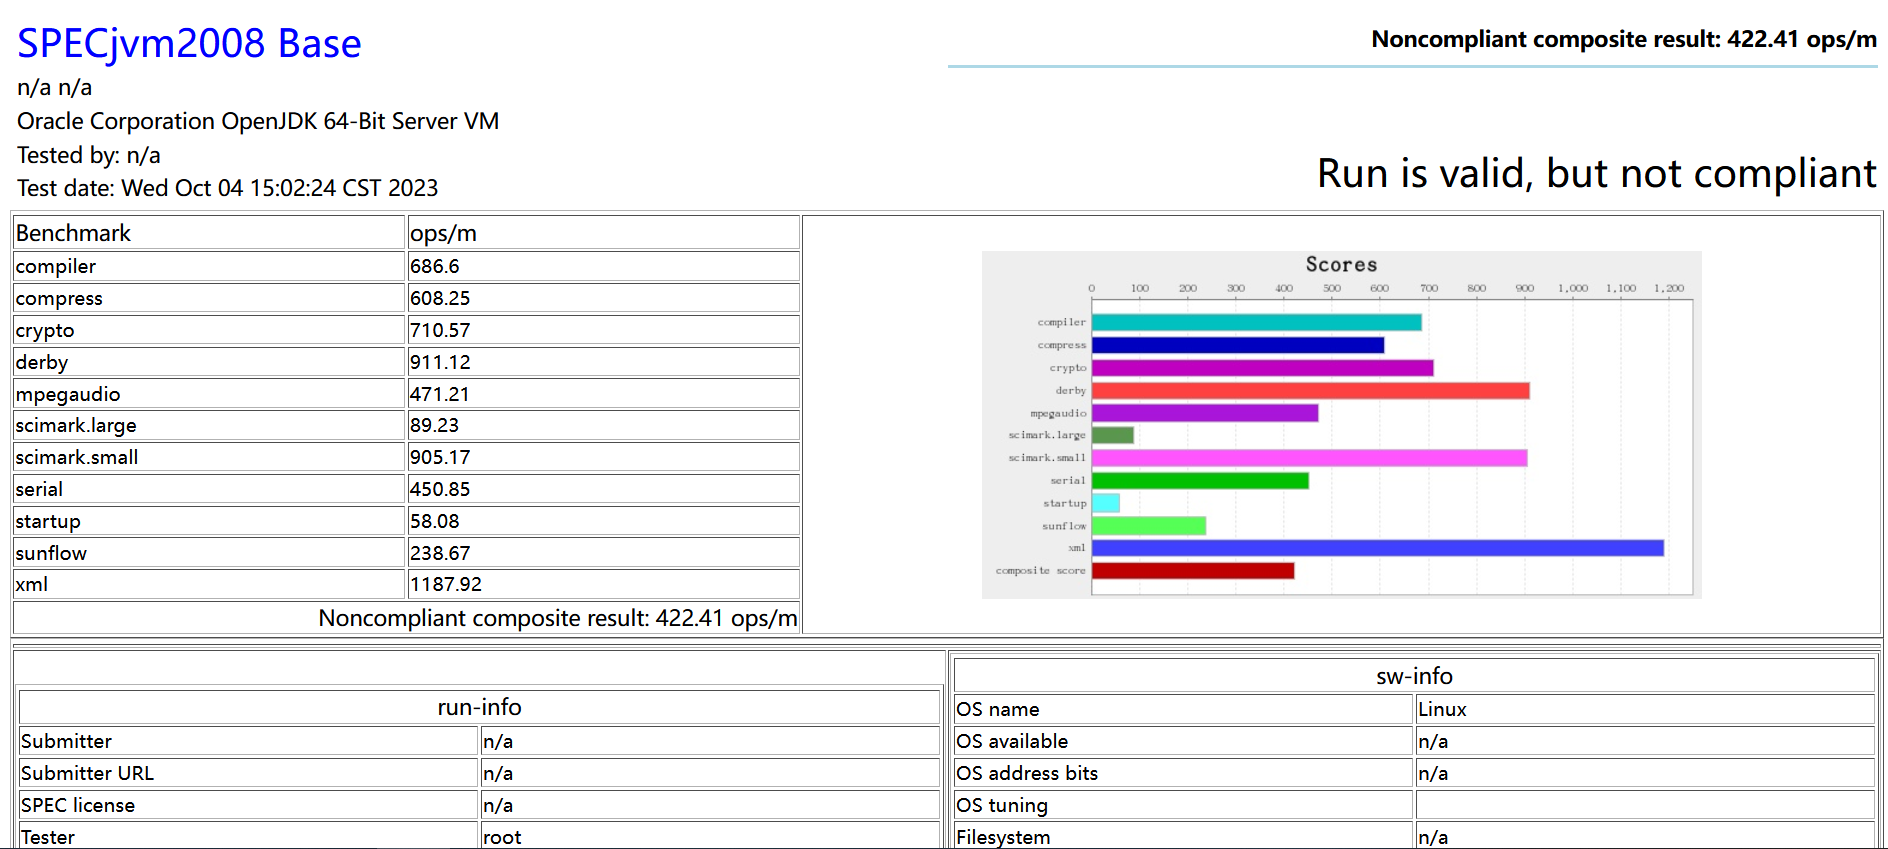 SPECjvm2008 Base
Noncompliant composite result: 422.41 ops/m
n/a n/a
Oracle Corporation OpenJDK 64-Bit Server VM
Tested by: n/a
Test date: Wed Oct 04 15:02:24 CST 2023
Run is valid, but not compliant
Benchmark ops/m
compiler 686.6
compress 608.25
crypto 710.57
derby 911.12
mpegaudio 471.21
scimark.large 89.23
scimark.small 905.17
serial 450.85
startup 58.08
sunflow 238.67
xml 1187.92
Noncompliant composite result: 422.41 ops/m
Scores
0 100 200 300 400 500 600 700 800 900 1,000 1,100 1,200
compiler
compress
crypto
derby
mpegaudio
scimark.large
scimark.small
serial
startup
sunflow
xml
composite score
run-info
Submitter n/a
Submitter URL n/a
SPEC license n/a
Tester root
sw-info
OS name Linux
OS available n/a
OS address bits n/a
OS tuning
Filesystem n/a